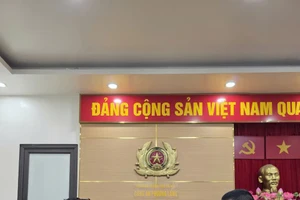 ĐẢNG CỘNG SẢN VIỆT NAM QUA